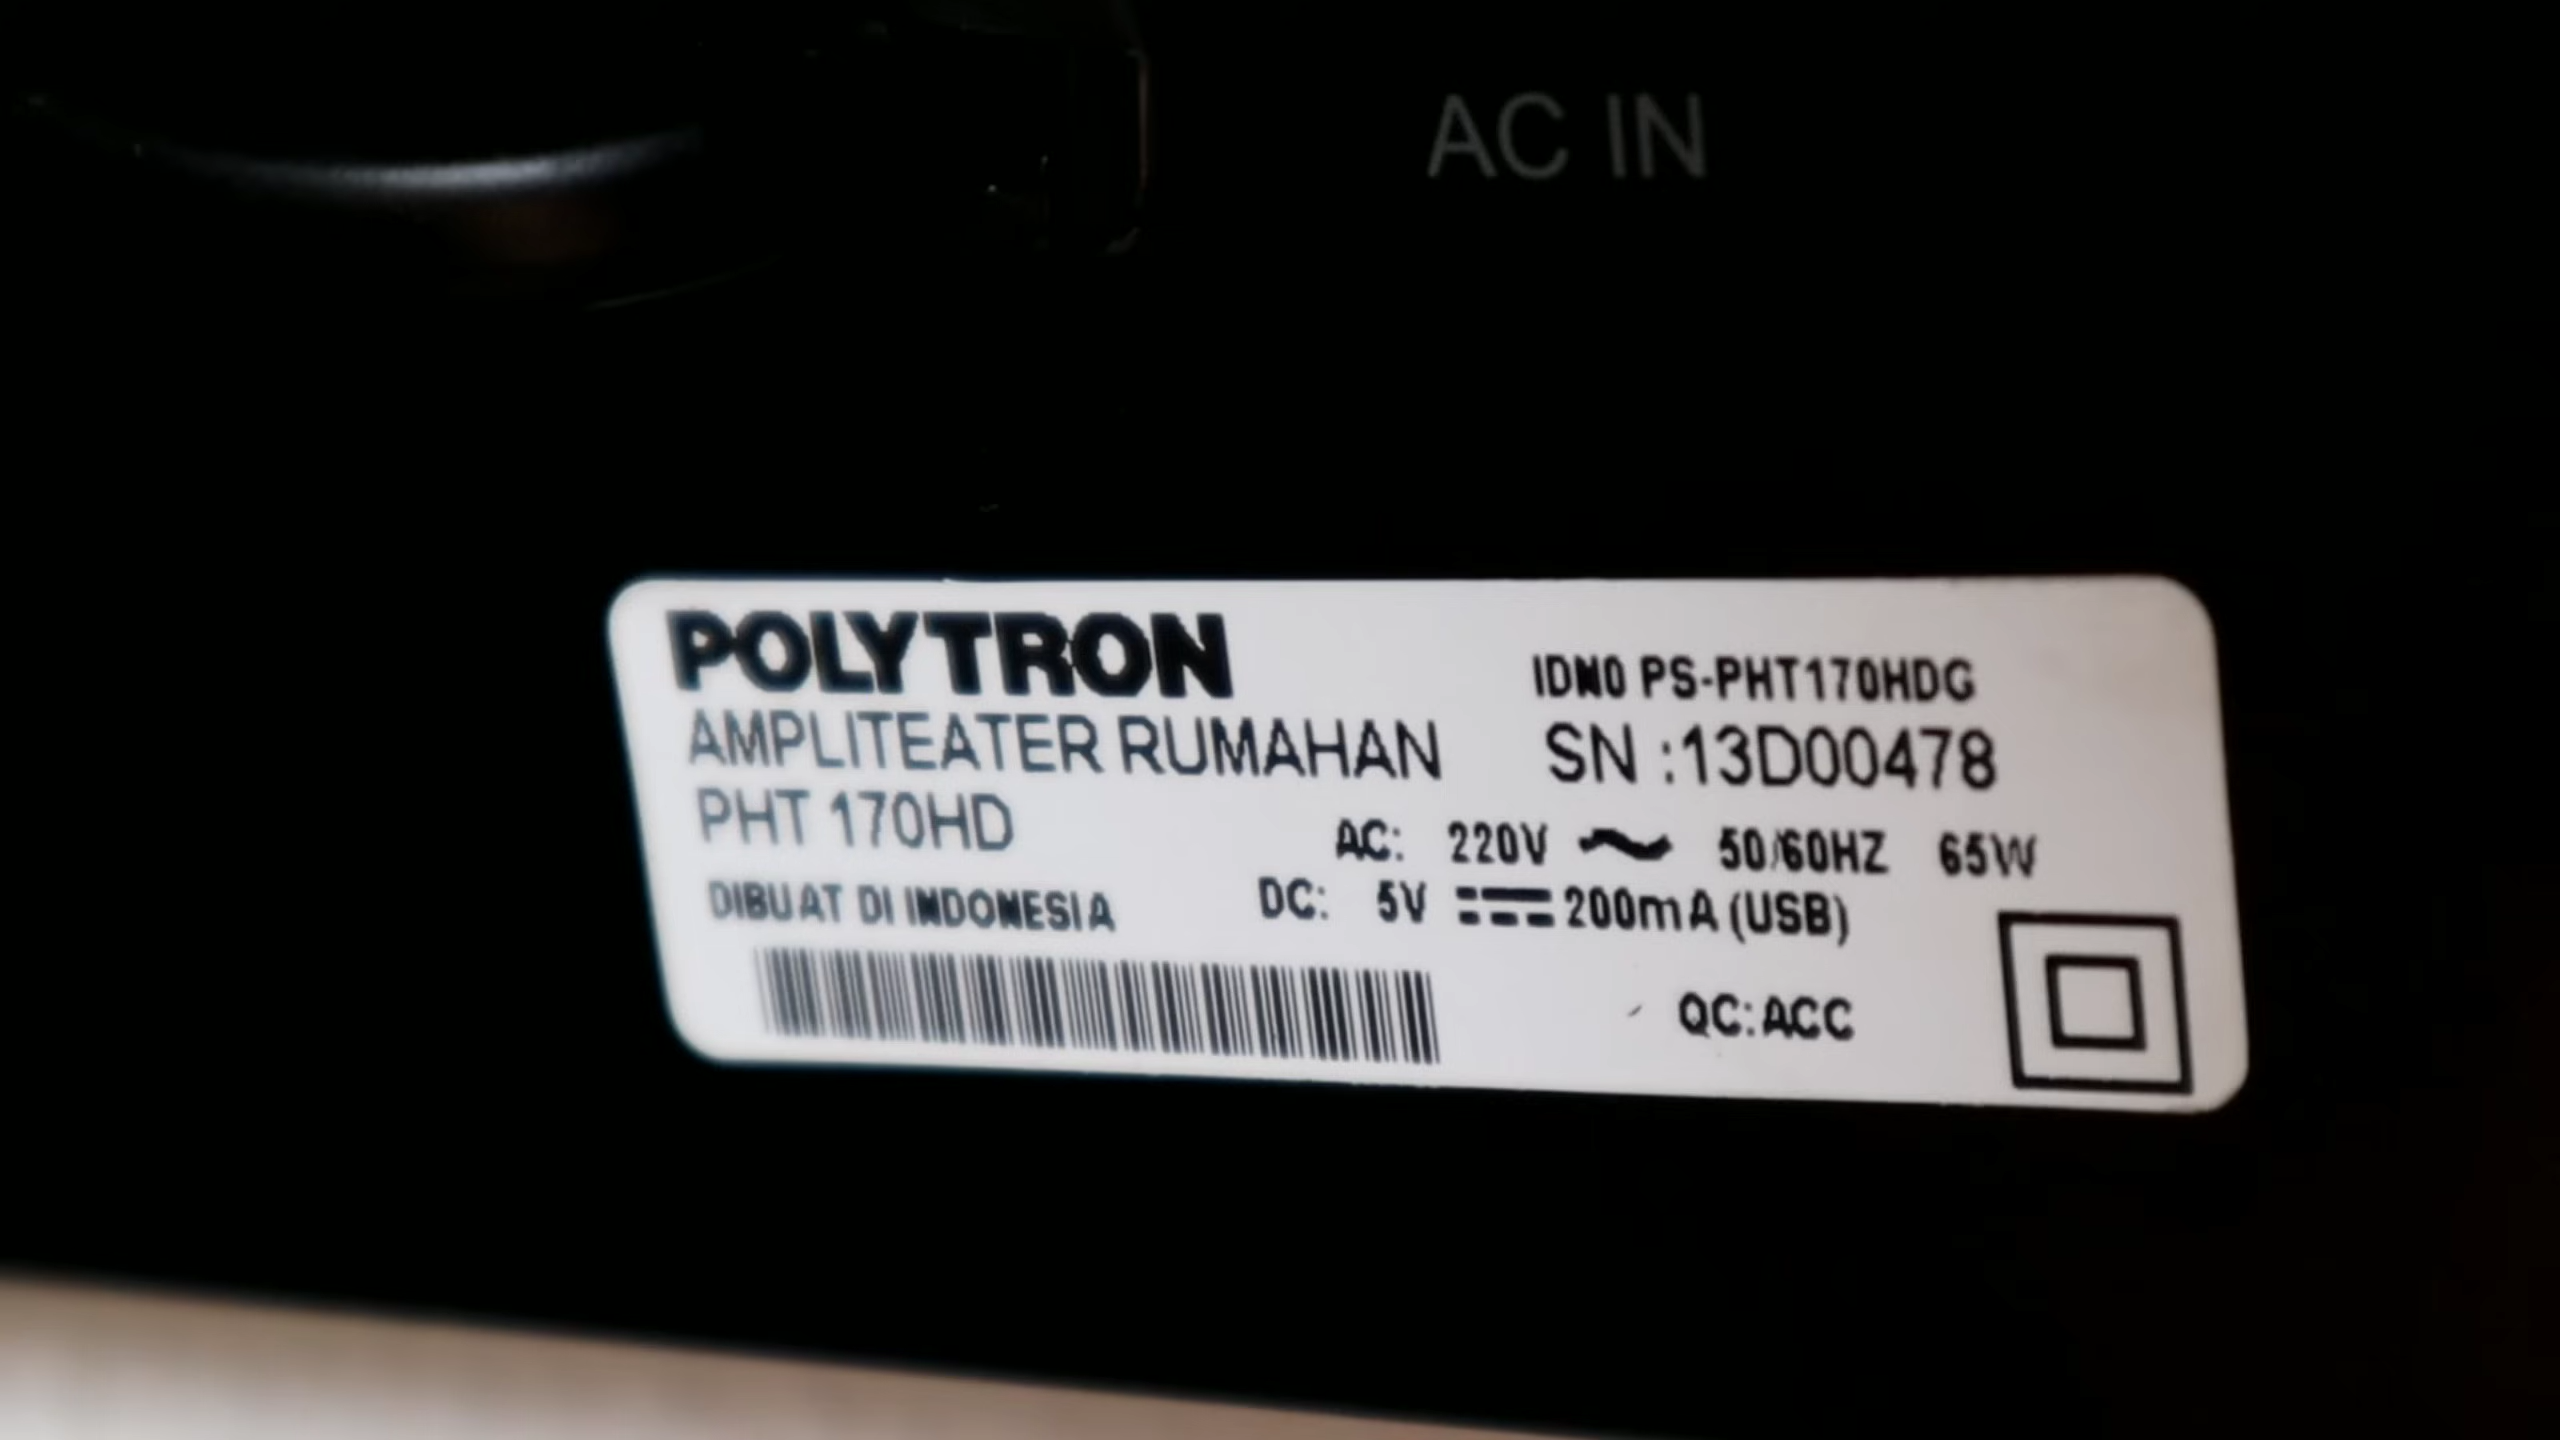 AC IN
POLYTRON
AMPLITEATER RUMAHAN
PHT 170HD
DIBUAT DI INDONESIA
IDNO PS-PHT170HDG
SN :13D00478
AC: 220V ~ 50/60HZ 65W
DC: 5V ⎓ 200mA (USB)
QC:ACC